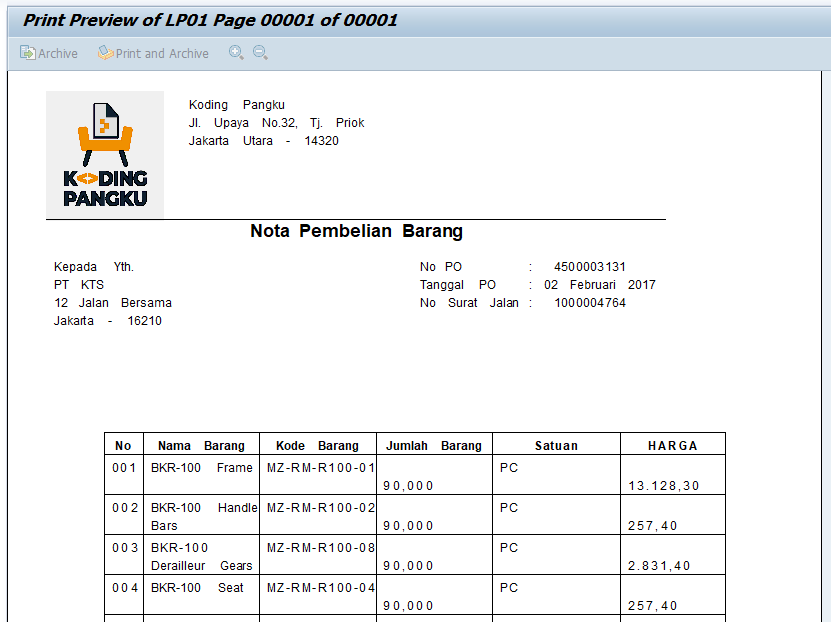 Print Preview of LP01 Page 00001 of 00001
Archive Print and Archive
KODING
PANGKU
Koding Pangku
Jl. Upaya No.32, Tj. Priok
Jakarta Utara - 14320
Nota Pembelian Barang
Kepada Yth.
PT KTS
12 Jalan Bersama
Jakarta - 16210
No PO : 4500003131
Tanggal PO : 02 Februari 2017
No Surat Jalan : 1000004764
No Nama Barang Kode Barang Jumlah Barang Satuan HARGA
001 BKR-100 Frame MZ-RM-R100-01 PC
90,000 13.128,30
002 BKR-100 Handle MZ-RM-R100-02 PC
Bars 90,000 257,40
003 BKR-100 MZ-RM-R100-08 PC
Derailleur Gears 90,000 2.831,40
004 BKR-100 Seat MZ-RM-R100-04 PC
90,000 257,40